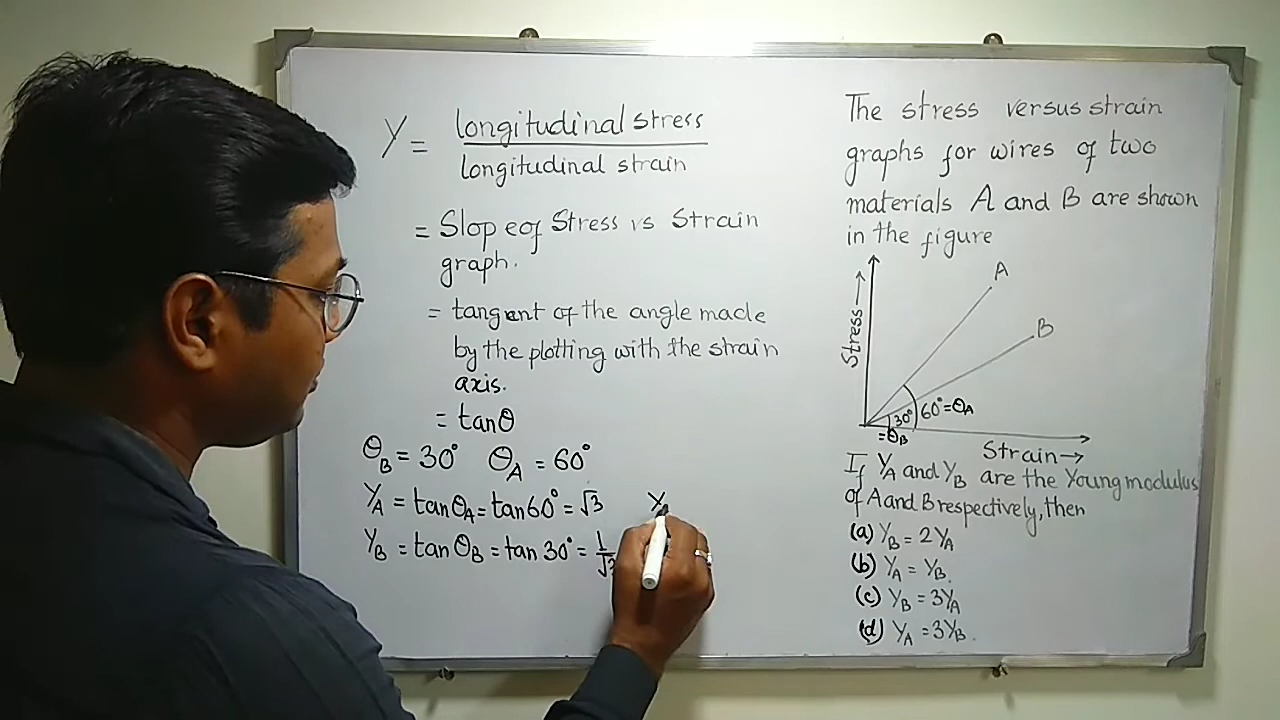 Y = longitudinal stress
longitudinal strain
= Slope of Stress vs Strain
graph.
= tangent of the angle made
by the plotting with the strain
axis.
= tanθ
θB = 30° θA = 60°
YA = tanθA = tan60° = √3
YB = tanθB = tan 30° = 1/√3
YA
The stress versus strain
graphs for wires of two
materials A and B are shown
in the figure
A
B
Stress →
30° 60° = θA
= θB
Strain →
If YA and YB are the Young modulus
of A and B respectively, then
(a) YB = 2YA
(b) YA = YB.
(c) YB = 3YA
(d) YA = 3YB.